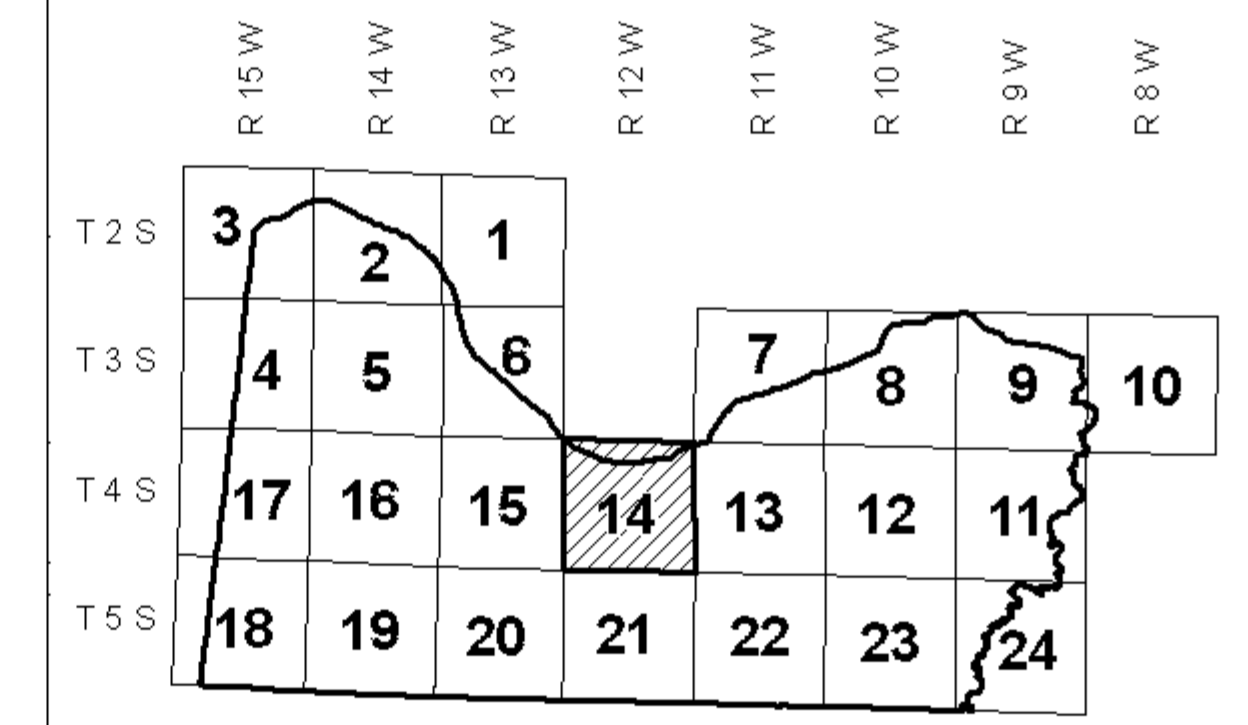 R 15 W R 14 W R 13 W R 12 W R 11 W R 10 W R 9 W R 8 W
T 2 S 3 2 1
T 3 S 4 5 6 7 8 9 10
T 4 S 17 16 15 14 13 12 11
T 5 S 18 19 20 21 22 23 24